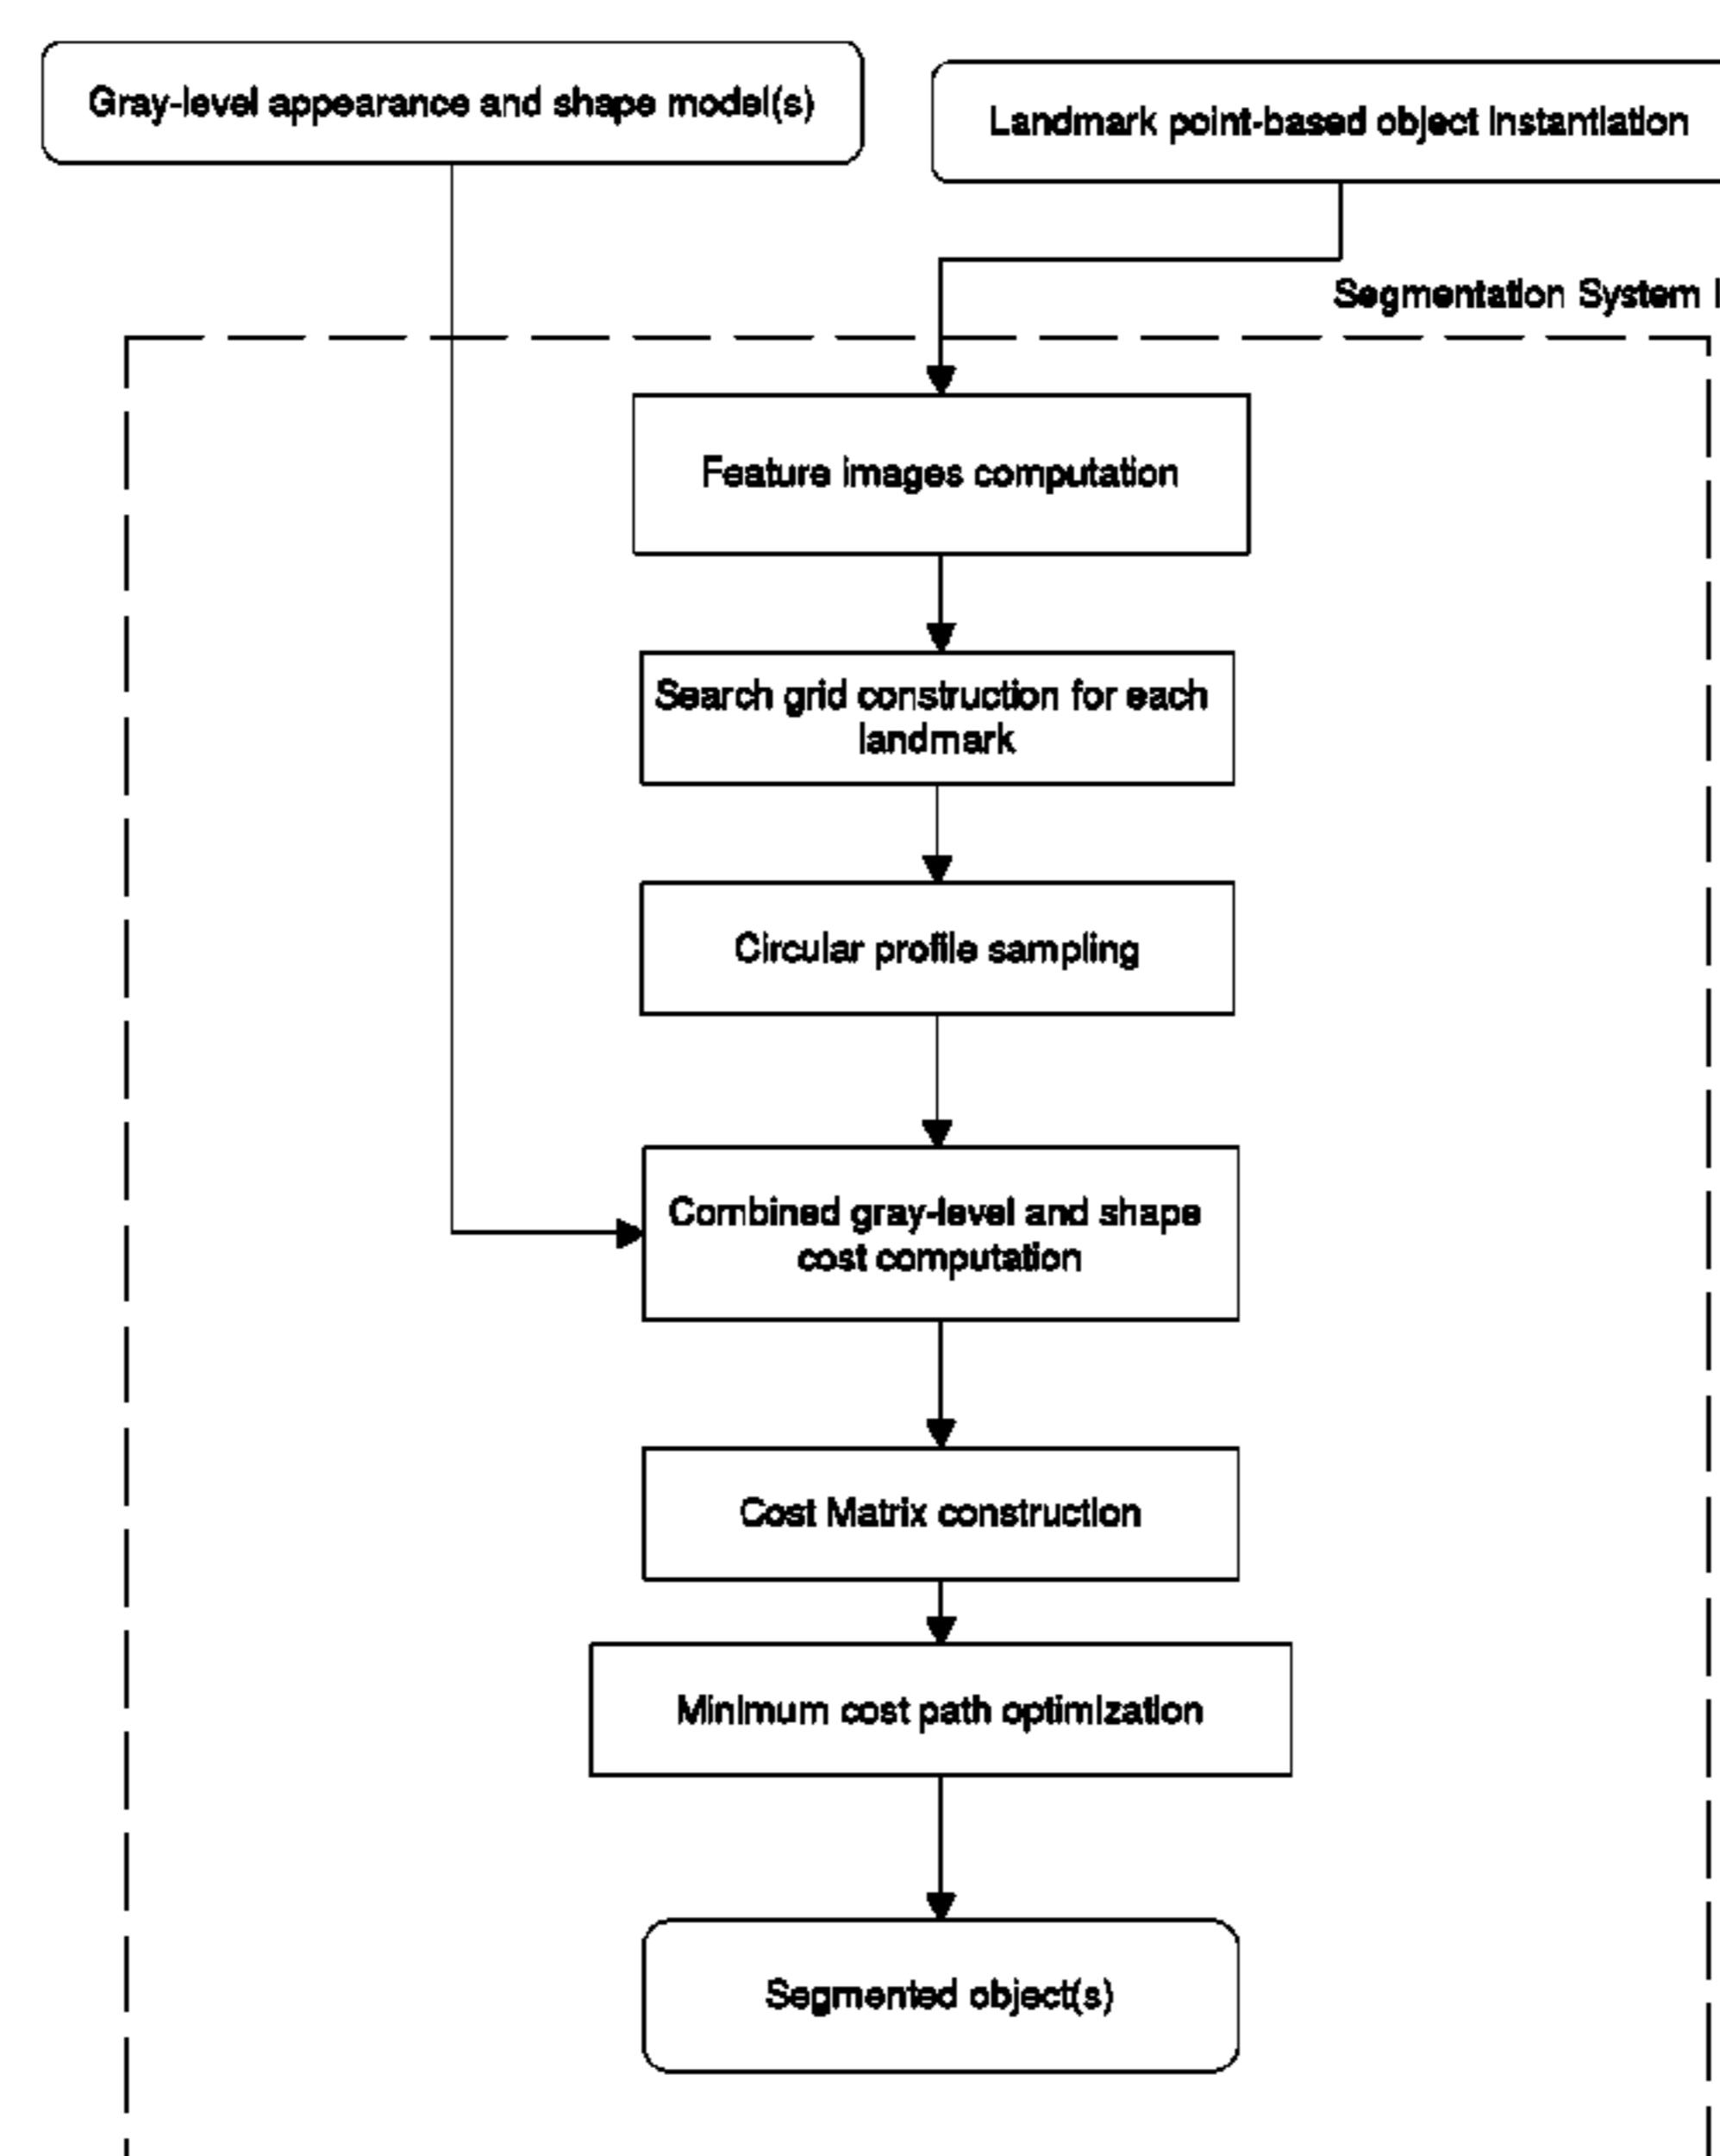 Gray-level appearance and shape model(s)
Landmark point-based object instantiation
Segmentation System
Feature images computation
Search grid construction for each
landmark
Circular profile sampling
Combined gray-level and shape
cost computation
Cost Matrix construction
Minimum cost path optimization
Segmented object(s)